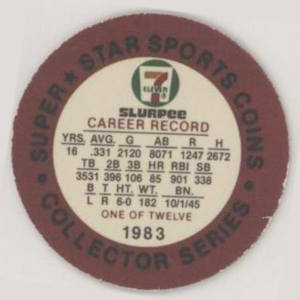 SUPER ★ STAR SPORTS COINS
7
ELEVEN
®
SLURPEE
CAREER RECORD
YRS. AVG. G AB R H
16 .331 2120 8071 1247 2672
TB 2B 3B HR RBI SB
3531 396 106 85 901 338
B T HT. WT. BN.
L R 6-0 182 10/1/45
ONE OF TWELVE
1983
• COLLECTOR SERIES •